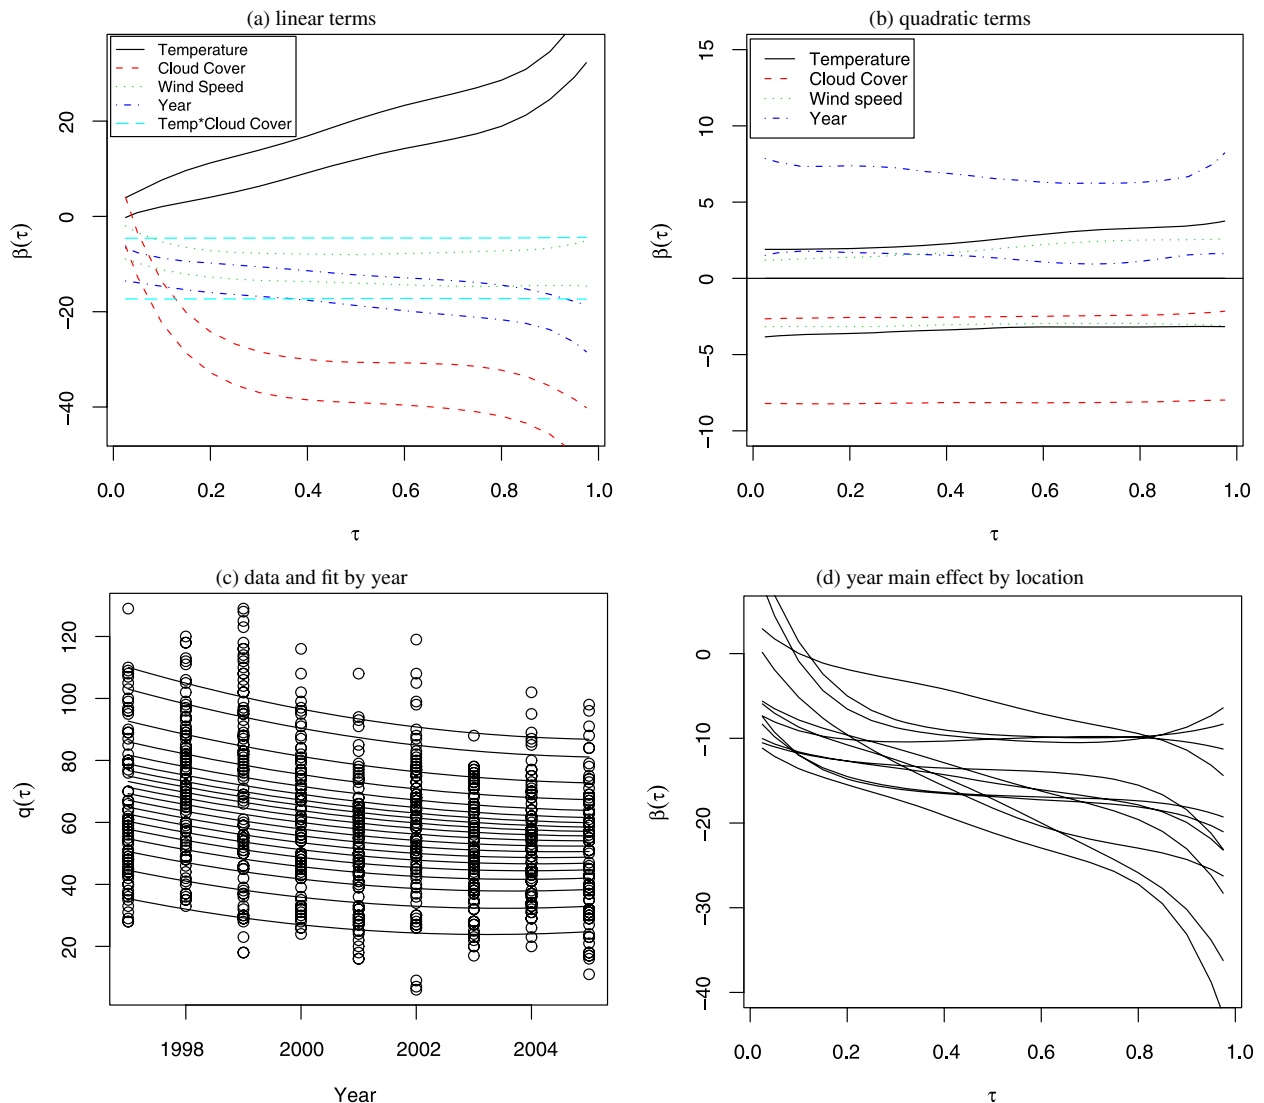 (a) linear terms
Temperature
Cloud Cover
Wind Speed
Year
Temp*Cloud Cover
β(τ)
20
0
−20
−40
0.0 0.2 0.4 0.6 0.8 1.0
τ
(b) quadratic terms
Temperature
Cloud Cover
Wind speed
Year
β(τ)
15
10
5
0
−5
−10
0.0 0.2 0.4 0.6 0.8 1.0
τ
(c) data and fit by year
q(τ)
120
100
80
60
40
20
1998 2000 2002 2004
Year
(d) year main effect by location
β(τ)
0
−10
−20
−30
−40
0.0 0.2 0.4 0.6 0.8 1.0
τ